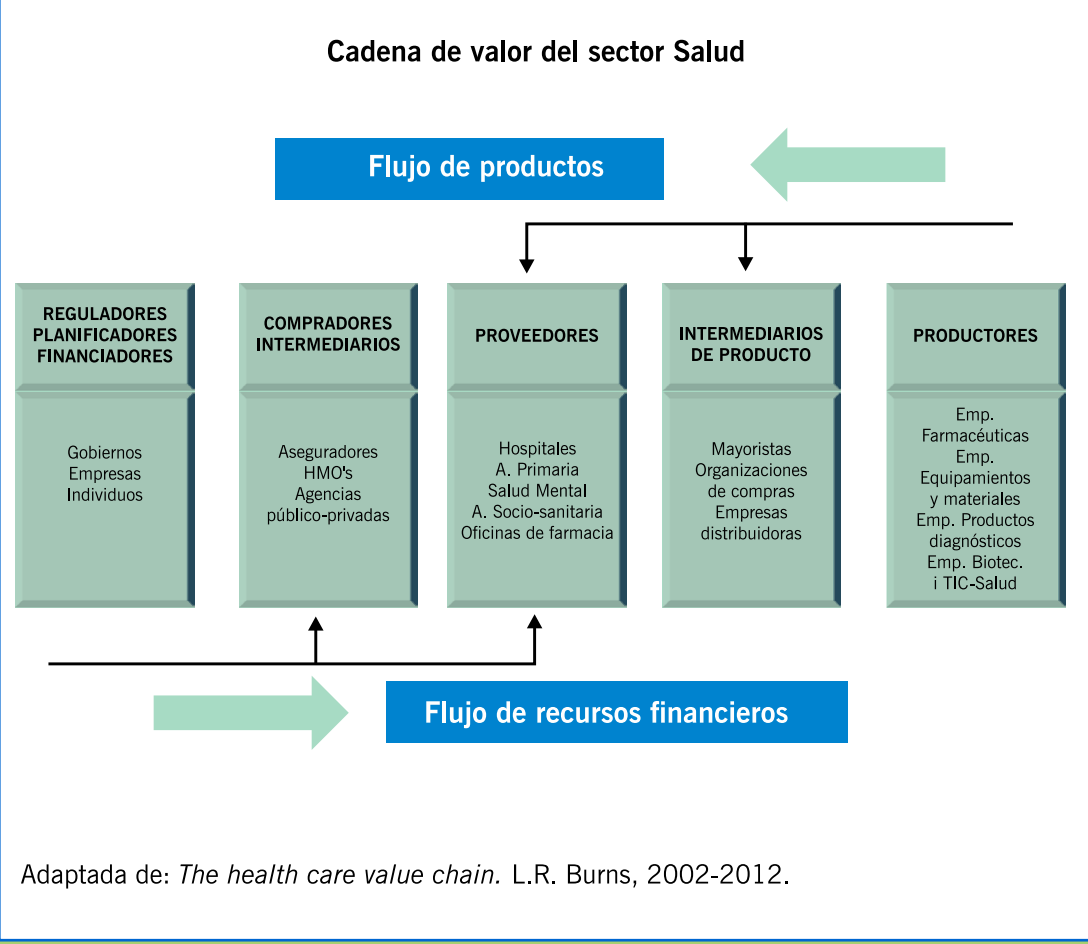 Cadena de valor del sector Salud
Flujo de productos
REGULADORES
PLANIFICADORES
FINANCIADORES
Gobiernos
Empresas
Individuos
COMPRADORES
INTERMEDIARIOS
Aseguradores
HMO's
Agencias
público-privadas
PROVEEDORES
Hospitales
A. Primaria
Salud Mental
A. Socio-sanitaria
Oficinas de farmacia
INTERMEDIARIOS
DE PRODUCTO
Mayoristas
Organizaciones
de compras
Empresas
distribuidoras
PRODUCTORES
Emp.
Farmacéuticas
Emp.
Equipamientos
y materiales
Emp. Productos
diagnósticos
Emp. Biotec.
i TIC-Salud
Flujo de recursos financieros
Adaptada de: The health care value chain. L.R. Burns, 2002-2012.